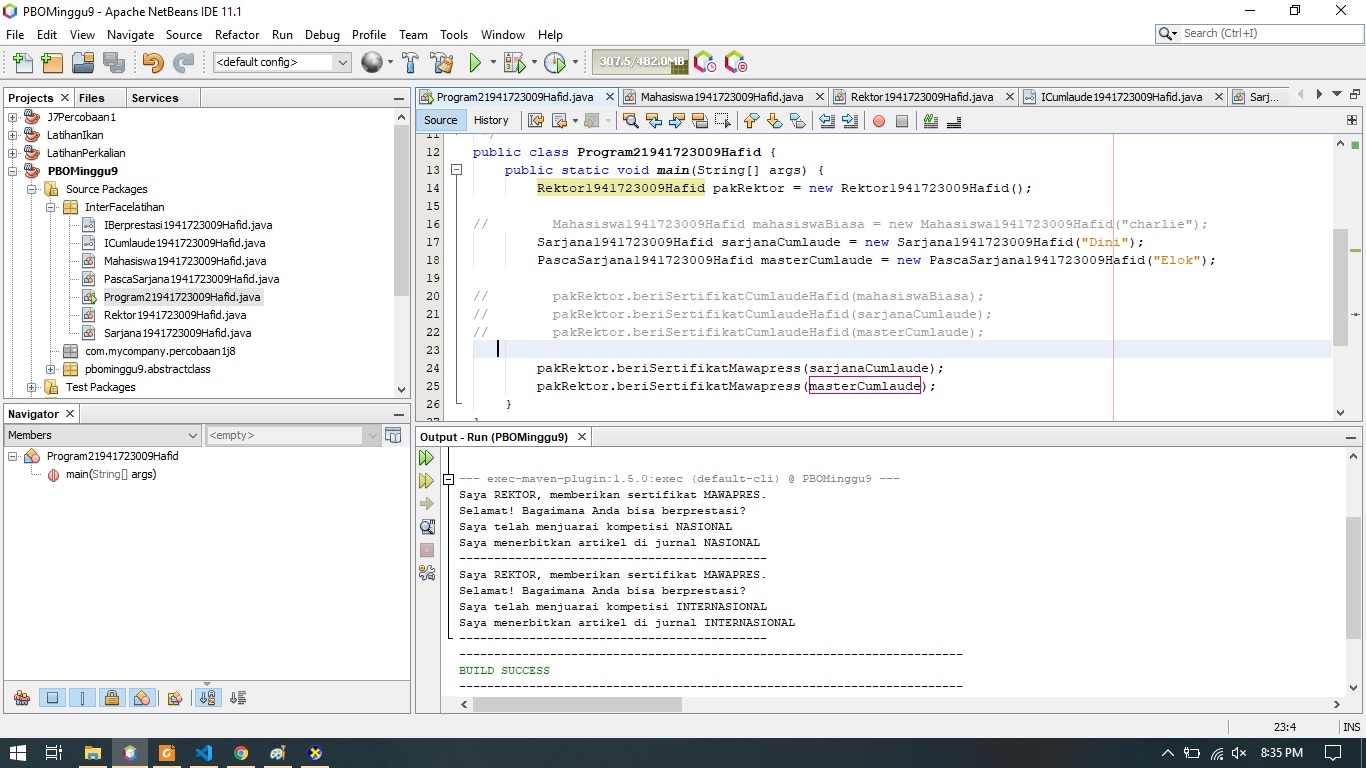 PBOMinggu9 - Apache NetBeans IDE 11.1
File Edit View Navigate Source Refactor Run Debug Profile Team Tools Window Help
Search (Ctrl+I)
<default config>
307.5/482.0MB
Projects Files Services
J7Percobaan1
LatihanIkan
LatihanPerkalian
PBOMinggu9
Source Packages
InterFacelatihan
IBerprestasi1941723009Hafid.java
ICumlaude1941723009Hafid.java
Mahasiswa1941723009Hafid.java
PascaSarjana1941723009Hafid.java
Program21941723009Hafid.java
Rektor1941723009Hafid.java
Sarjana1941723009Hafid.java
com.mycompany.percobaan1j8
pbominggu9.abstractclass
Test Packages
Navigator
Members
<empty>
Program21941723009Hafid
main(String[] args)
Program21941723009Hafid.java Mahasiswa1941723009Hafid.java Rektor1941723009Hafid.java ICumlaude1941723009Hafid.java Sarj...
Source History
11 */
12 public class Program21941723009Hafid {
13 public static void main(String[] args) {
14 Rektor1941723009Hafid pakRektor = new Rektor1941723009Hafid();
15
16 // Mahasiswa1941723009Hafid mahasiswaBiasa = new Mahasiswa1941723009Hafid("charlie");
17 Sarjana1941723009Hafid sarjanaCumlaude = new Sarjana1941723009Hafid("Dini");
18 PascaSarjana1941723009Hafid masterCumlaude = new PascaSarjana1941723009Hafid("Elok");
19
20 // pakRektor.beriSertifikatCumlaudeHafid(mahasiswaBiasa);
21 // pakRektor.beriSertifikatCumlaudeHafid(sarjanaCumlaude);
22 // pakRektor.beriSertifikatCumlaudeHafid(masterCumlaude);
23
24 pakRektor.beriSertifikatMawapress(sarjanaCumlaude);
25 pakRektor.beriSertifikatMawapress(masterCumlaude);
26 }
27 }
Output - Run (PBOMinggu9)
--- exec-maven-plugin:1.5.0:exec (default-cli) @ PBOMinggu9 ---
Saya REKTOR, memberikan sertifikat MAWAPRES.
Selamat! Bagaimana Anda bisa berprestasi?
Saya telah menjuarai kompetisi NASIONAL
Saya menerbitkan artikel di jurnal NASIONAL
--------------------------------------------
Saya REKTOR, memberikan sertifikat MAWAPRES.
Selamat! Bagaimana Anda bisa berprestasi?
Saya telah menjuarai kompetisi INTERNASIONAL
Saya menerbitkan artikel di jurnal INTERNASIONAL
--------------------------------------------
------------------------------------------------------------------------
BUILD SUCCESS
------------------------------------------------------------------------
23:4 INS
8:35 PM